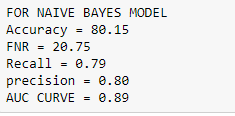 FOR NAIVE BAYES MODEL
Accuracy = 80.15
FNR = 20.75
Recall = 0.79
precision = 0.80
AUC CURVE = 0.89